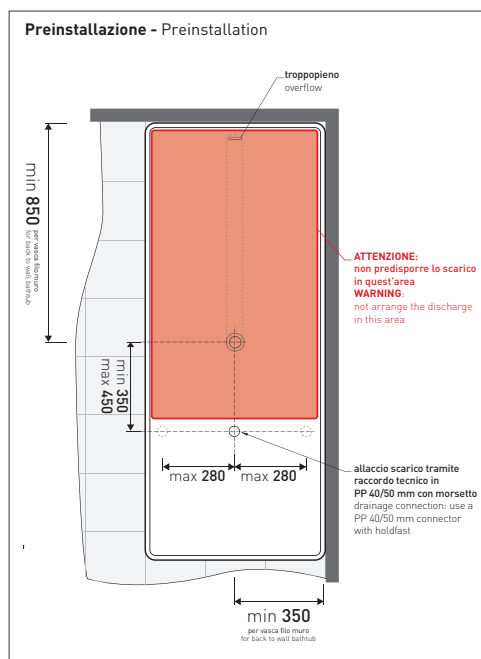 Preinstallazione - Preinstallation
troppopieno
overflow
min 850
per vasca filo muro
for back to wall bathtub
ATTENZIONE:
non predisporre lo scarico
in quest'area
WARNING:
not arrange the discharge
in this area
min 350
max 450
max 280
max 280
allaccio scarico tramite
raccordo tecnico in
PP 40/50 mm con morsetto
drainage connection: use a
PP 40/50 mm connector
with holdfast
min 350
per vasca filo muro
for back to wall bathtub